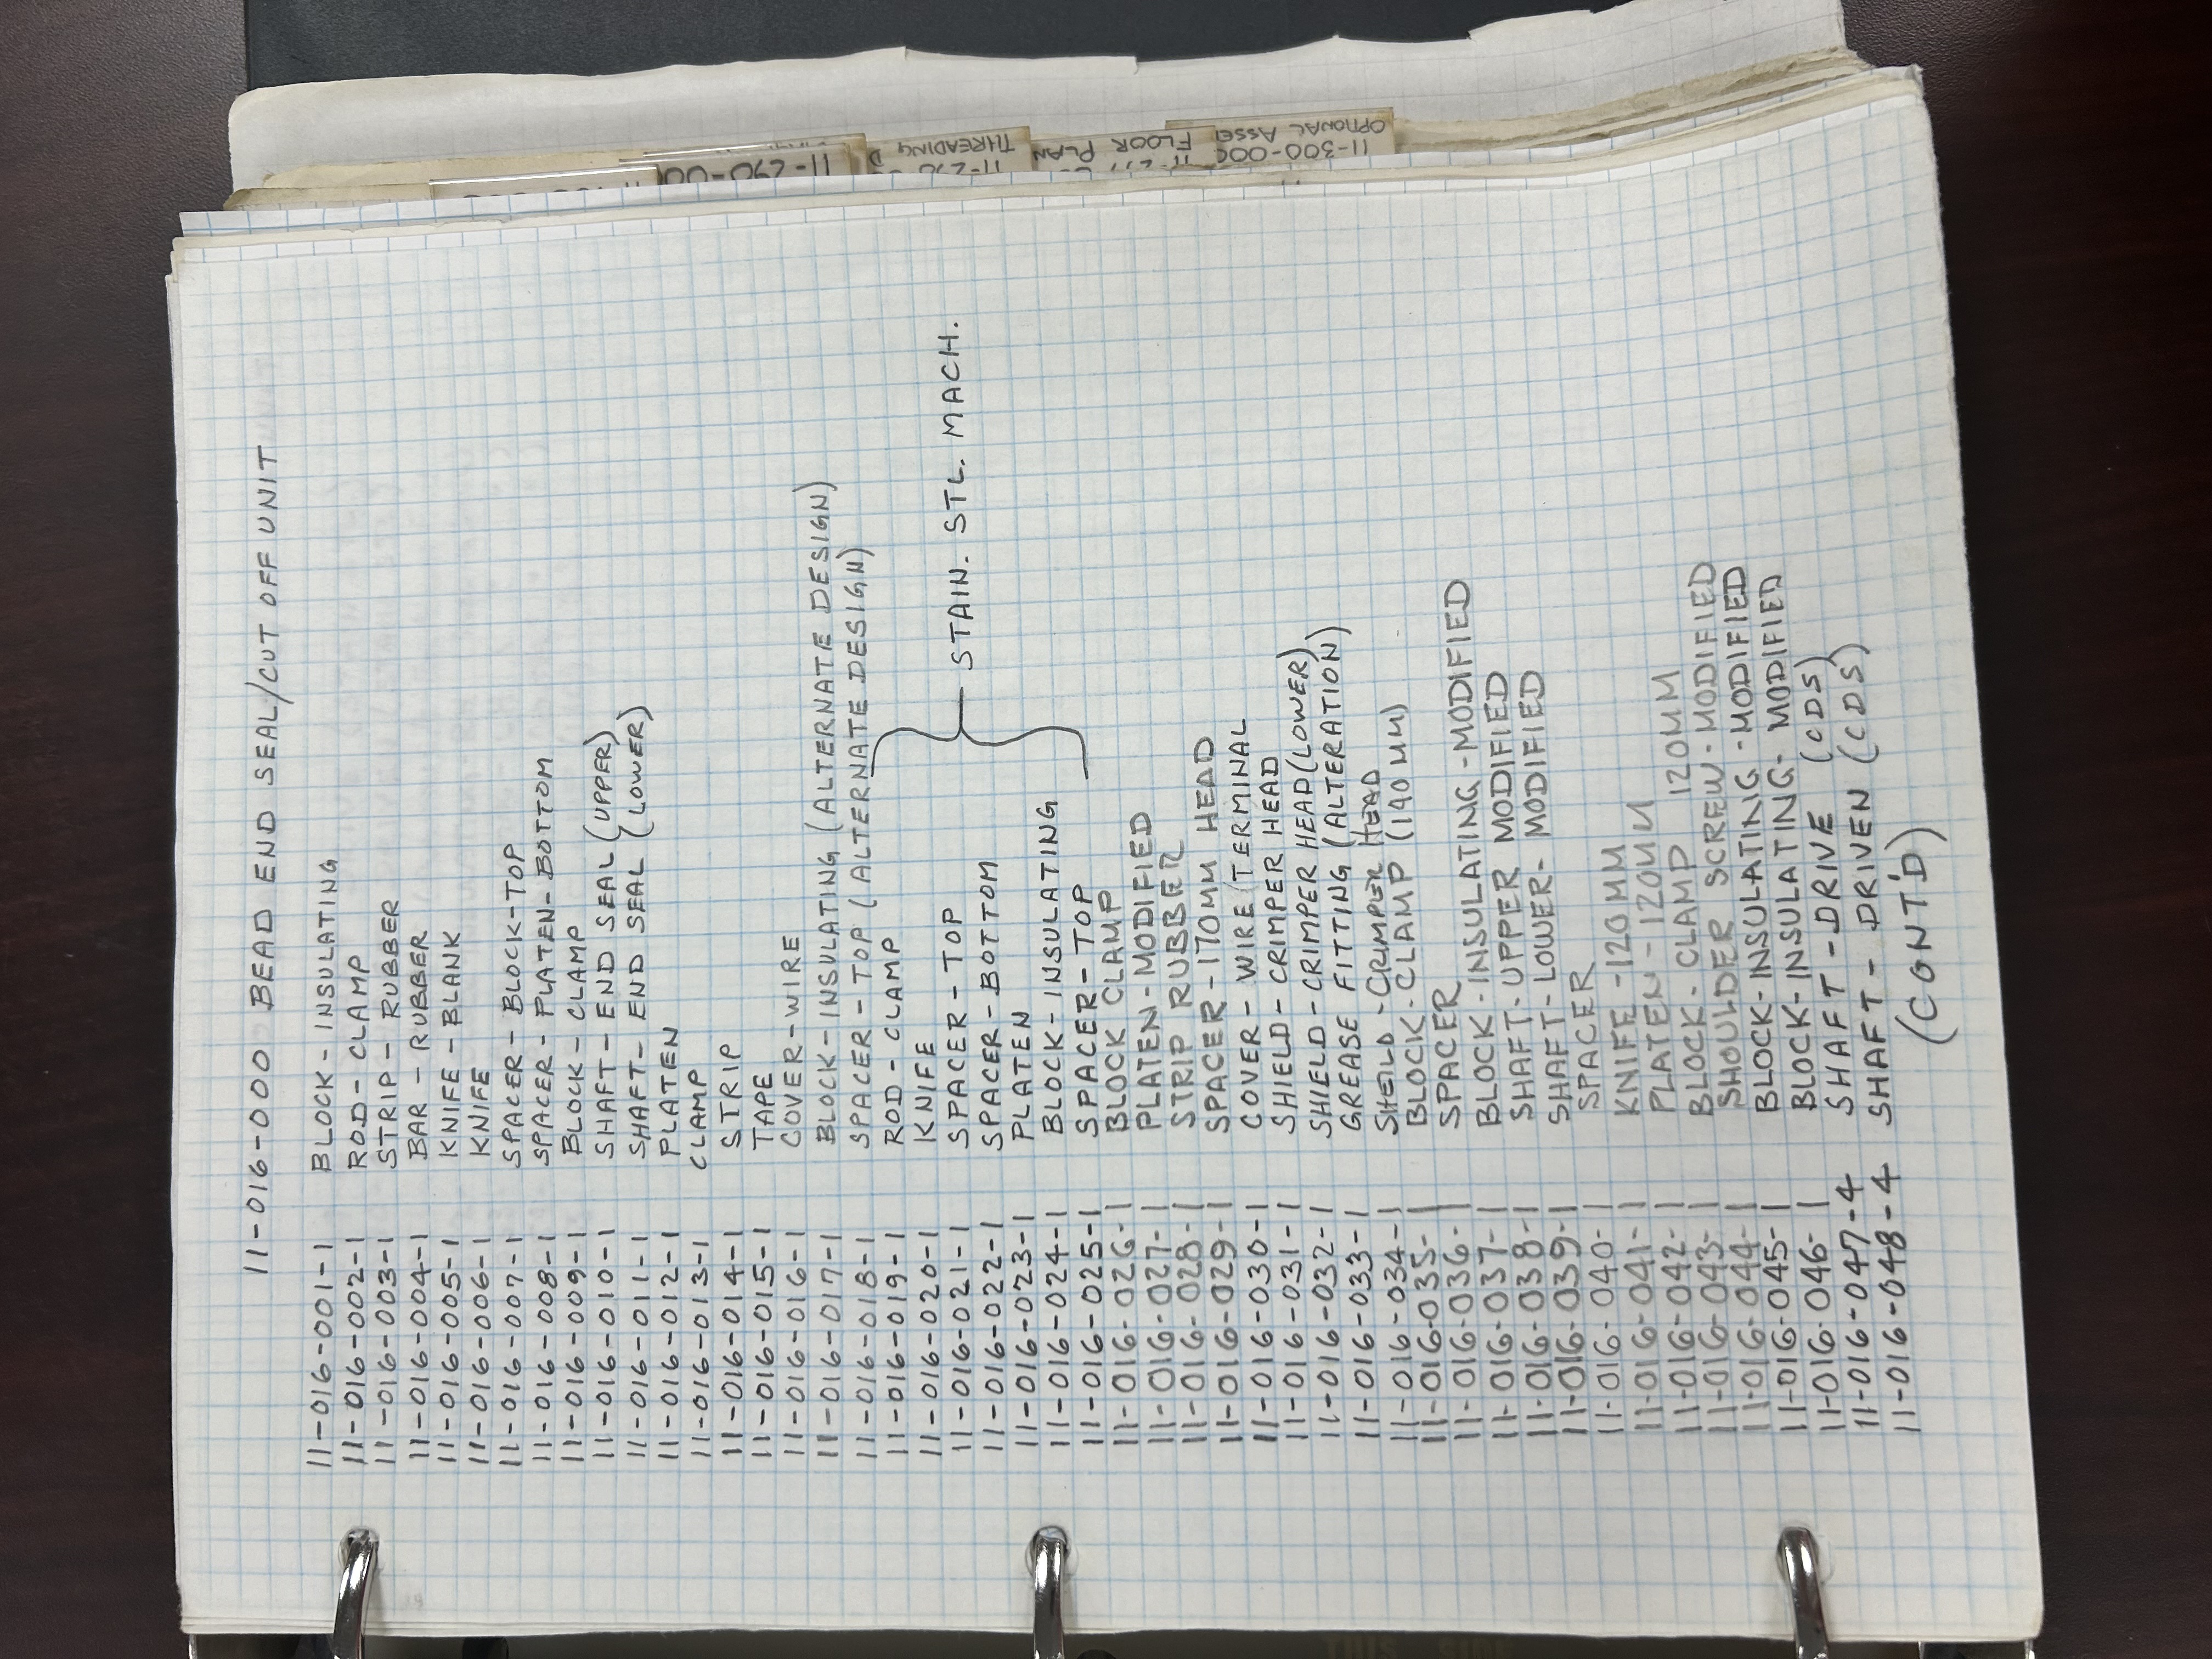 11-016-000 BEAD END SEAL/CUT OFF UNIT
11-016-001-1 BLOCK-INSULATING
11-016-002-1 ROD-CLAMP
11-016-003-1 STRIP-RUBBER
11-016-004-1 BAR-RUBBER
11-016-005-1 KNIFE-BLANK
11-016-006-1 KNIFE
11-016-007-1 SPACER-BLOCK-TOP
11-016-008-1 SPACER-PLATEN-BOTTOM
11-016-009-1 BLOCK-CLAMP
11-016-010-1 SHAFT-END SEAL (UPPER)
11-016-011-1 SHAFT-END SEAL (LOWER)
11-016-012-1 PLATEN
11-016-013-1 CLAMP
11-016-014-1 STRIP
11-016-015-1 TAPE
11-016-016-1 COVER-WIRE
11-016-017-1 BLOCK-INSULATING (ALTERNATE DESIGN)
11-016-018-1 SPACER-TOP (ALTERNATE DESIGN)
11-016-019-1 ROD-CLAMP
11-016-020-1 KNIFE
11-016-021-1 SPACER-TOP
STAIN. STL. MACH.
11-016-022-1 SPACER-BOTTOM
11-016-023-1 PLATEN
11-016-024-1 BLOCK-INSULATING
11-016-025-1 SPACER-TOP
11-016-026-1 BLOCK CLAMP
11-016-027-1 PLATEN-MODIFIED
11-016-028-1 STRIP RUBBER
11-016-029-1 SPACER-170MM HEAD
11-016-030-1 COVER-WIRE/TERMINAL
11-016-031-1 SHIELD-CRIMPER HEAD
11-016-032-1 SHIELD-CRIMPER HEAD(LOWER)
11-016-033-1 GREASE FITTING (ALTERATION)
11-016-034-1 SHEILD-CRIMPER HEAD
11-016-035-1 BLOCK-CLAMP (190 MM)
11-016-036-1 SPACER
11-016-037-1 BLOCK-INSULATING-MODIFIED
11-016-038-1 SHAFT-UPPER MODIFIED
11-016-039-1 SHAFT-LOWER-MODIFIED
11-016-040-1 SPACER
11-016-041-1 KNIFE-120MM
11-016-042-1 PLATEN-120MM
11-016-043-1 BLOCK-CLAMP 120MM
11-016-044-1 SHOULDER SCREW-MODIFIED
11-016-045-1 BLOCK-INSULATING-MODIFIED
11-016-046-1 BLOCK-INSULATING-MODIFIED
11-016-047-4 SHAFT-DRIVE (CDS)
11-016-048-4 SHAFT-DRIVEN (CDS)
(CONT'D)
THREADING
FLOOR PLAN
11-300-000
OPTIONAL